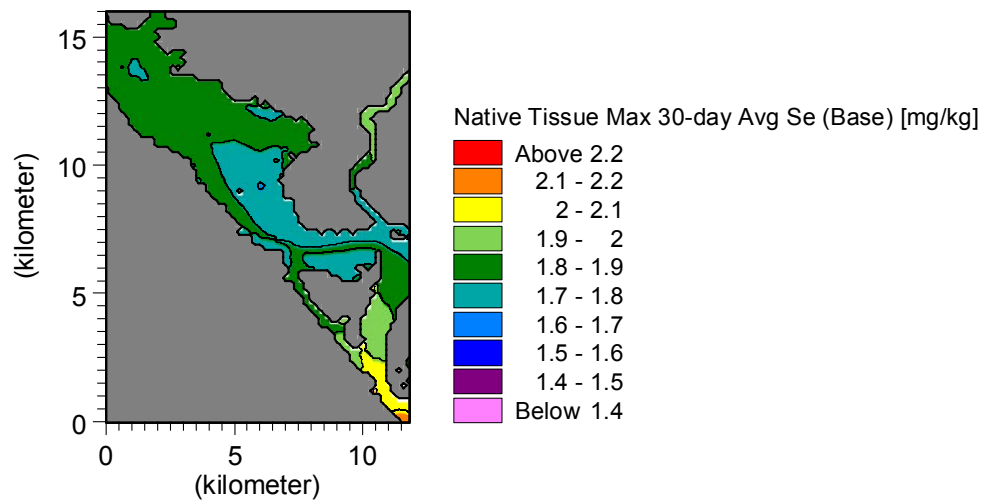 15
10
5
0
(kilometer)
0 5 10
(kilometer)
Native Tissue Max 30-day Avg Se (Base) [mg/kg]
Above 2.2
2.1 - 2.2
2 - 2.1
1.9 - 2
1.8 - 1.9
1.7 - 1.8
1.6 - 1.7
1.5 - 1.6
1.4 - 1.5
Below 1.4